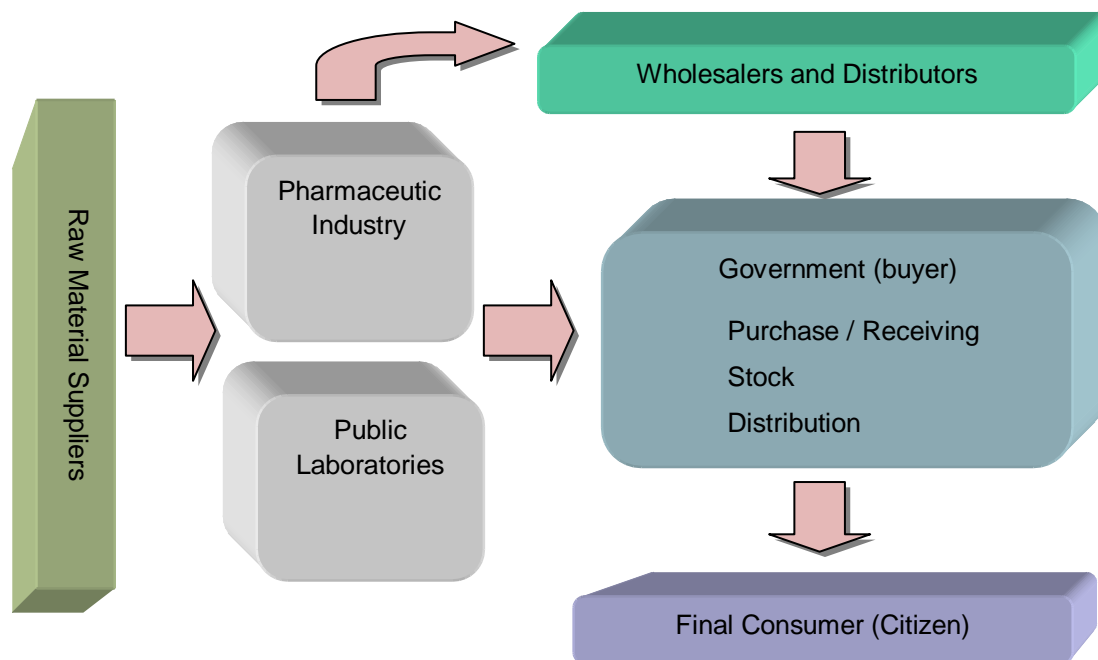 Raw Material Suppliers
Pharmaceutic
Industry
Public
Laboratories
Wholesalers and Distributors
Government (buyer)
Purchase / Receiving
Stock
Distribution
Final Consumer (Citizen)